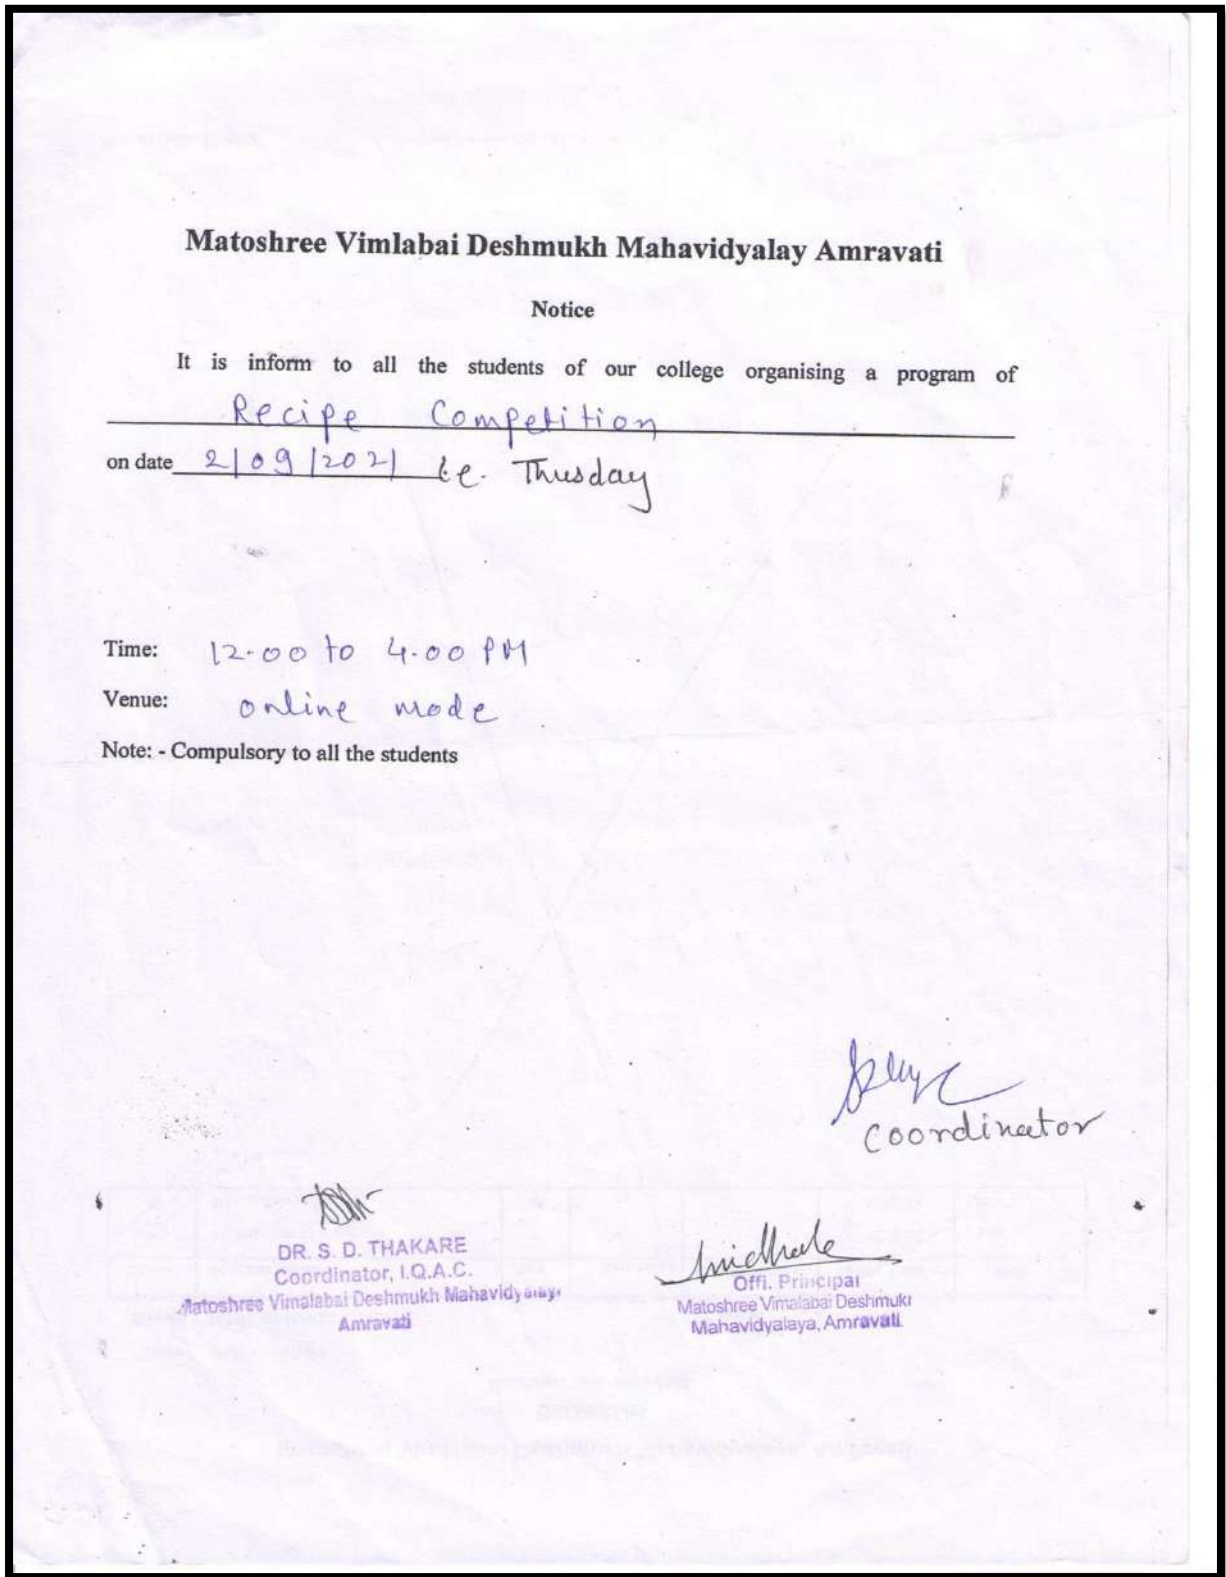 Matoshree Vimlabai Deshmukh Mahavidyalay Amravati
Notice
It is inform to all the students of our college organising a program of
Recipe Competition
on date 2/09/2021 i.e. Thusday
Time: 12.00 to 4.00 PM
Venue: online mode
Note: - Compulsory to all the students
Coordinator
DR. S. D. THAKARE
Coordinator, I.Q.A.C.
Matoshree Vimalabai Deshmukh Mahavidyalaya
Amravati
Offi. Principal
Matoshree Vimalabai Deshmukh
Mahavidyalaya, Amravati.